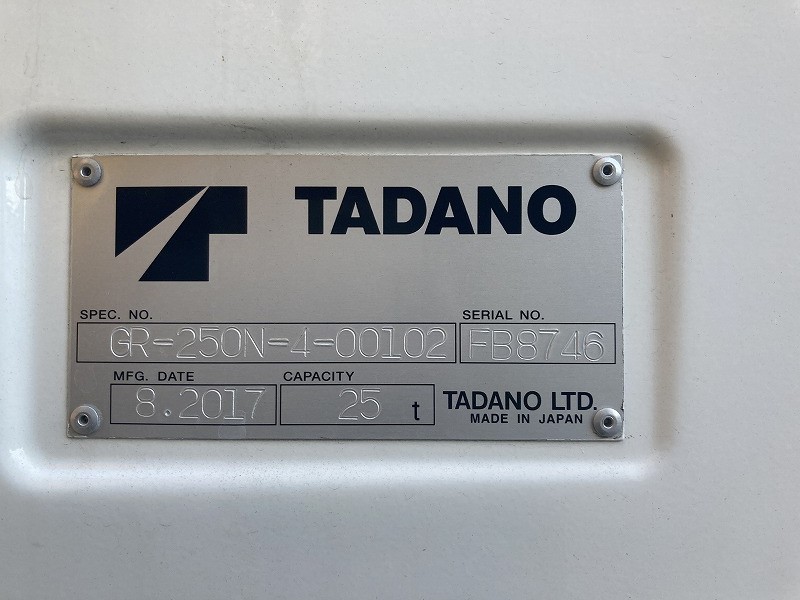 TADANO
SPEC. NO. SERIAL NO.
GR-250N-4-00102 FB8746
MFG. DATE CAPACITY
8.2017 25 t TADANO LTD.
MADE IN JAPAN